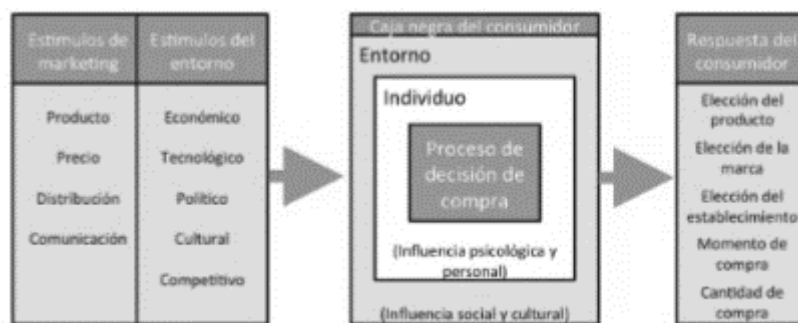 Estímulos de
marketing
Producto
Precio
Distribución
Comunicación
Estímulos del
entorno
Económico
Tecnológico
Político
Cultural
Competitivo
Caja negra del consumidor
Entorno
Individuo
Proceso de
decisión de
compra
(Influencia psicológica y
personal)
(Influencia social y cultural)
Respuesta del
consumidor
Elección del
producto
Elección de la
marca
Elección del
establecimiento
Momento de
compra
Cantidad de
compra